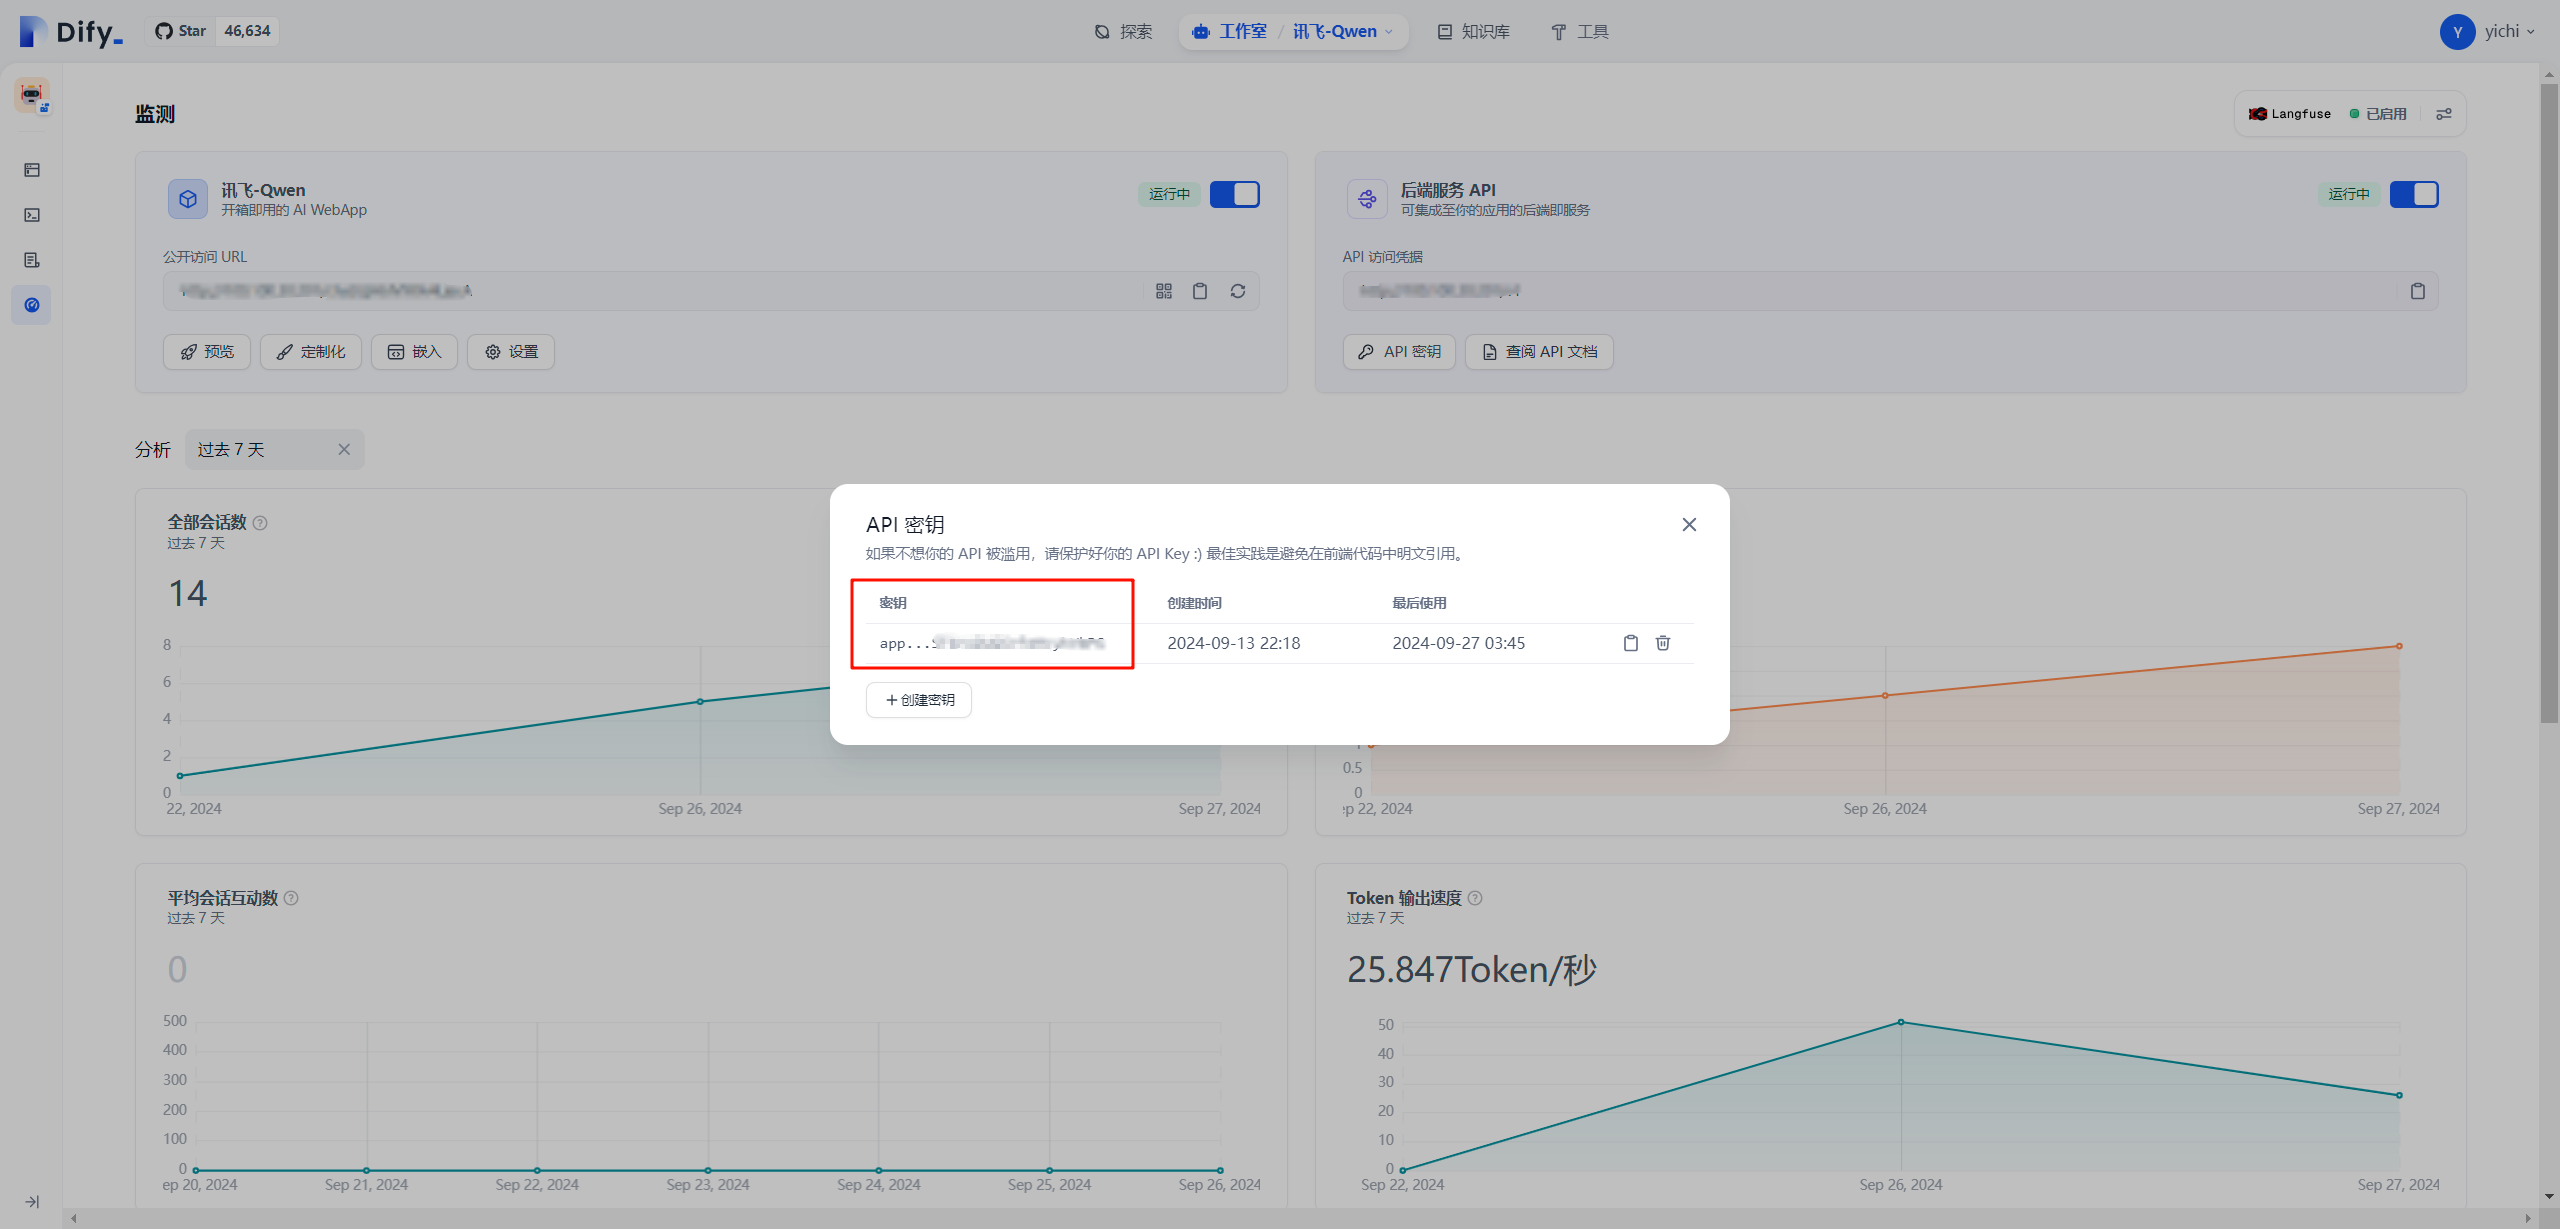 Dify_
Star 46,634
探索
工作室 / 讯飞-Qwen
知识库
工具
Y yichi
监测
Langfuse 已启用
讯飞-Qwen
开箱即用的 AI WebApp
运行中
公开访问 URL
预览
定制化
嵌入
设置
后端服务 API
可集成至你的应用的后端即服务
运行中
API 访问凭据
API 密钥
查阅 API 文档
分析
过去 7 天
全部会话数
过去 7 天
14
8
6
4
2
0
22, 2024
Sep 26, 2024
Sep 27, 2024
API 密钥
如果不想你的 API 被滥用，请保护好你的 API Key :) 最佳实践是避免在前端代码中明文引用。
密钥 创建时间 最后使用
app... 2024-09-13 22:18 2024-09-27 03:45
+创建密钥
0.5
0
ep 22, 2024
Sep 26, 2024
Sep 27, 2024
平均会话互动数
过去 7 天
0
500
400
300
200
100
0
ep 20, 2024
Sep 21, 2024
Sep 22, 2024
Sep 23, 2024
Sep 24, 2024
Sep 25, 2024
Sep 26, 2024
Token 输出速度
过去 7 天
25.847Token/秒
50
40
30
20
10
0
Sep 22, 2024
Sep 26, 2024
Sep 27, 2024